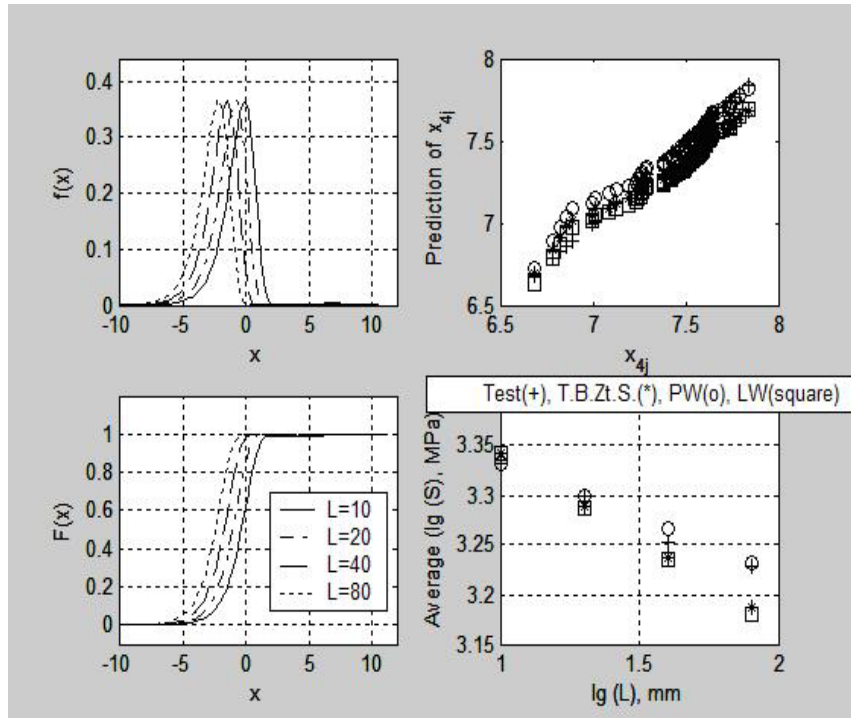 f(x)
0.4
0.3
0.2
0.1
0
-10
-5
0
5
10
x
Prediction of x4j
8
7.5
7
6.5
6.5
7
7.5
8
x4j
F(x)
1
0.8
0.6
0.4
0.2
0
-10
-5
0
5
10
x
L=10
L=20
L=40
L=80
Test(+), T.B.Zt.S.(*), PW(o), LW(square)
Average (lg (S), MPa)
3.35
3.3
3.25
3.2
3.15
1
1.5
2
lg (L), mm